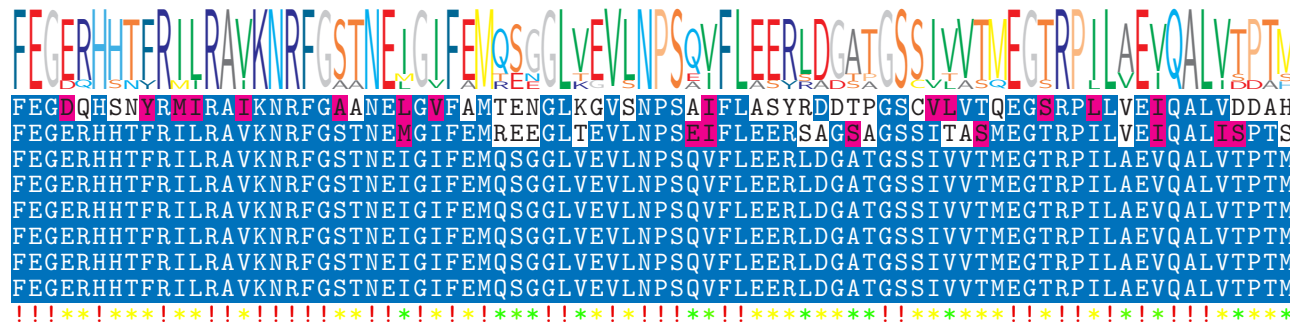 FEGERHHTFRILRAVKNRFGSTNEIGIFEMQSGGLVEVLNPSQVFLEERLDGATGSSIVVTMEGTRPILAEVQALVTPTM
FEGDQHSNYRMIRAIKNRFGAANELGVFAMTENGLKGVSNPSAIFLASYRDDTPGSCVLVTQEGSRPLLVEIQALVDDAH
FEGERHHTFRILRAVKNRFGSTNEMGIFEMREEGLTEVLNPSEIFLEERSAGSAGSSITASMEGTRPILVEIQALISPTS
FEGERHHTFRILRAVKNRFGSTNEIGIFEMQSGGLVEVLNPSQVFLEERLDGATGSSIVVTMEGTRPILAEVQALVTPTM
FEGERHHTFRILRAVKNRFGSTNEIGIFEMQSGGLVEVLNPSQVFLEERLDGATGSSIVVTMEGTRPILAEVQALVTPTM
FEGERHHTFRILRAVKNRFGSTNEIGIFEMQSGGLVEVLNPSQVFLEERLDGATGSSIVVTMEGTRPILAEVQALVTPTM
FEGERHHTFRILRAVKNRFGSTNEIGIFEMQSGGLVEVLNPSQVFLEERLDGATGSSIVVTMEGTRPILAEVQALVTPTM
FEGERHHTFRILRAVKNRFGSTNEIGIFEMQSGGLVEVLNPSQVFLEERLDGATGSSIVVTMEGTRPILAEVQALVTPTM
FEGERHHTFRILRAVKNRFGSTNEIGIFEMQSGGLVEVLNPSQVFLEERLDGATGSSIVVTMEGTRPILAEVQALVTPTM
!!!**!***!**!!*!!!!!**!!*!*!*!***!!**!*!!!**!!********!!******!!*!!*!*!*!!!*****